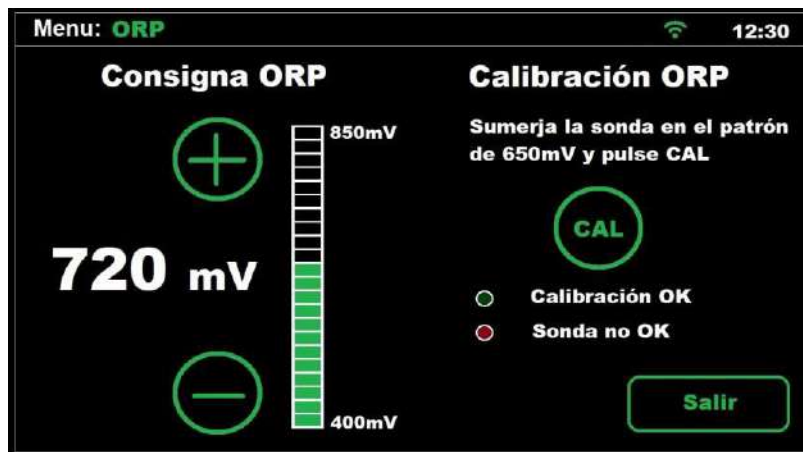 Menu: ORP
12:30
Consigna ORP
850mV
720 mV
400mV
Calibración ORP
Sumerja la sonda en el patrón
de 650mV y pulse CAL
CAL
Calibración OK
Sonda no OK
Salir